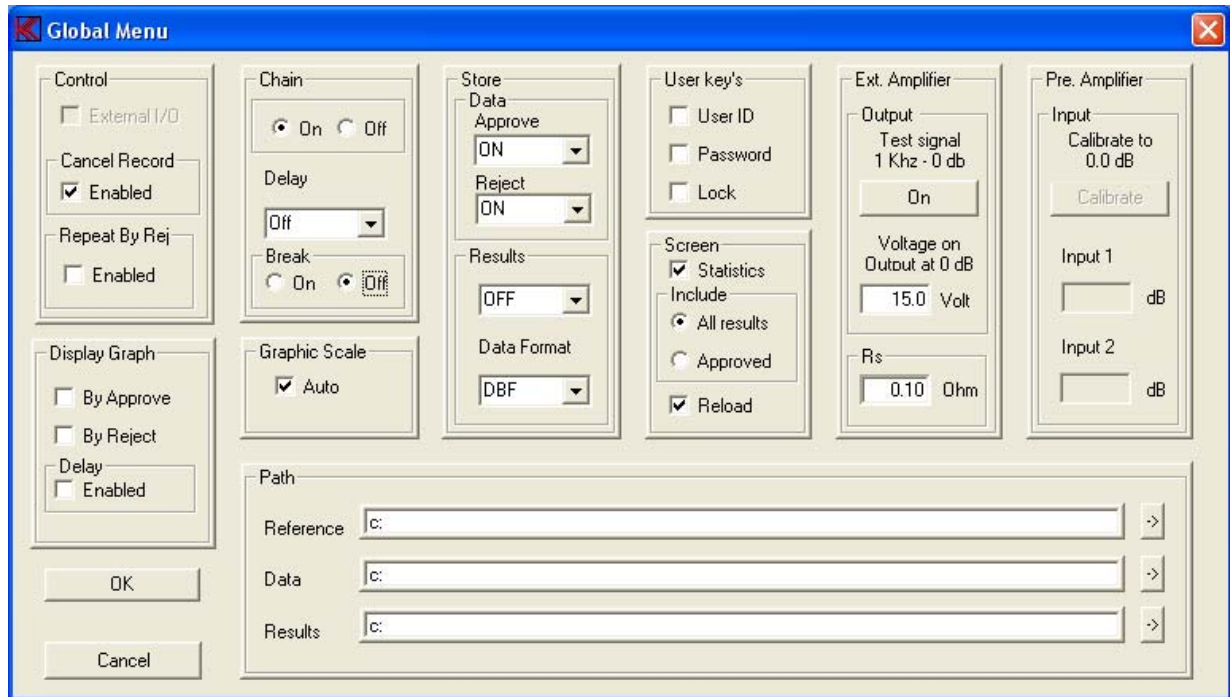 Global Menu
Control
External I/O
Cancel Record
Enabled
Repeat By Rej
Enabled
Display Graph
By Approve
By Reject
Delay
Enabled
OK
Cancel
Chain
On Off
Delay
Off
Break
On Off
Graphic Scale
Auto
Store
Data
Approve
ON
Reject
ON
Results
OFF
Data Format
DBF
User key's
User ID
Password
Lock
Screen
Statistics
Include
All results
Approved
Reload
Ext. Amplifier
Output
Test signal
1 Khz - 0 db
On
Voltage on
Output at 0 dB
15.0 Volt
Rs
0.10 Ohm
Pre. Amplifier
Input
Calibrate to
0.0 dB
Calibrate
Input 1
dB
Input 2
dB
Path
Reference c: ->
Data c: ->
Results c: ->